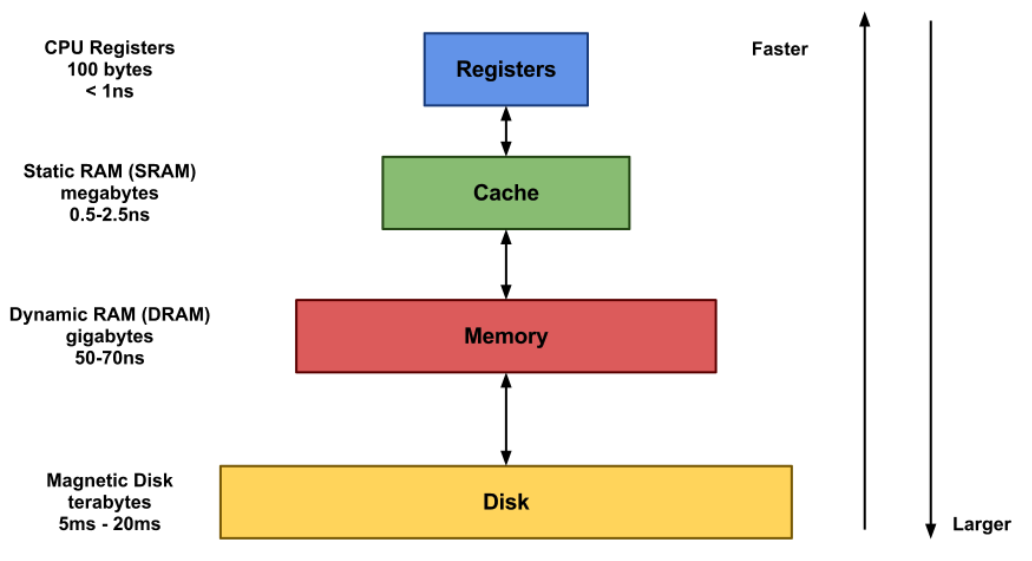 CPU Registers
100 bytes
< 1ns
Registers
Faster
Static RAM (SRAM)
megabytes
0.5-2.5ns
Cache
Dynamic RAM (DRAM)
gigabytes
50-70ns
Memory
Magnetic Disk
terabytes
5ms - 20ms
Disk
Larger